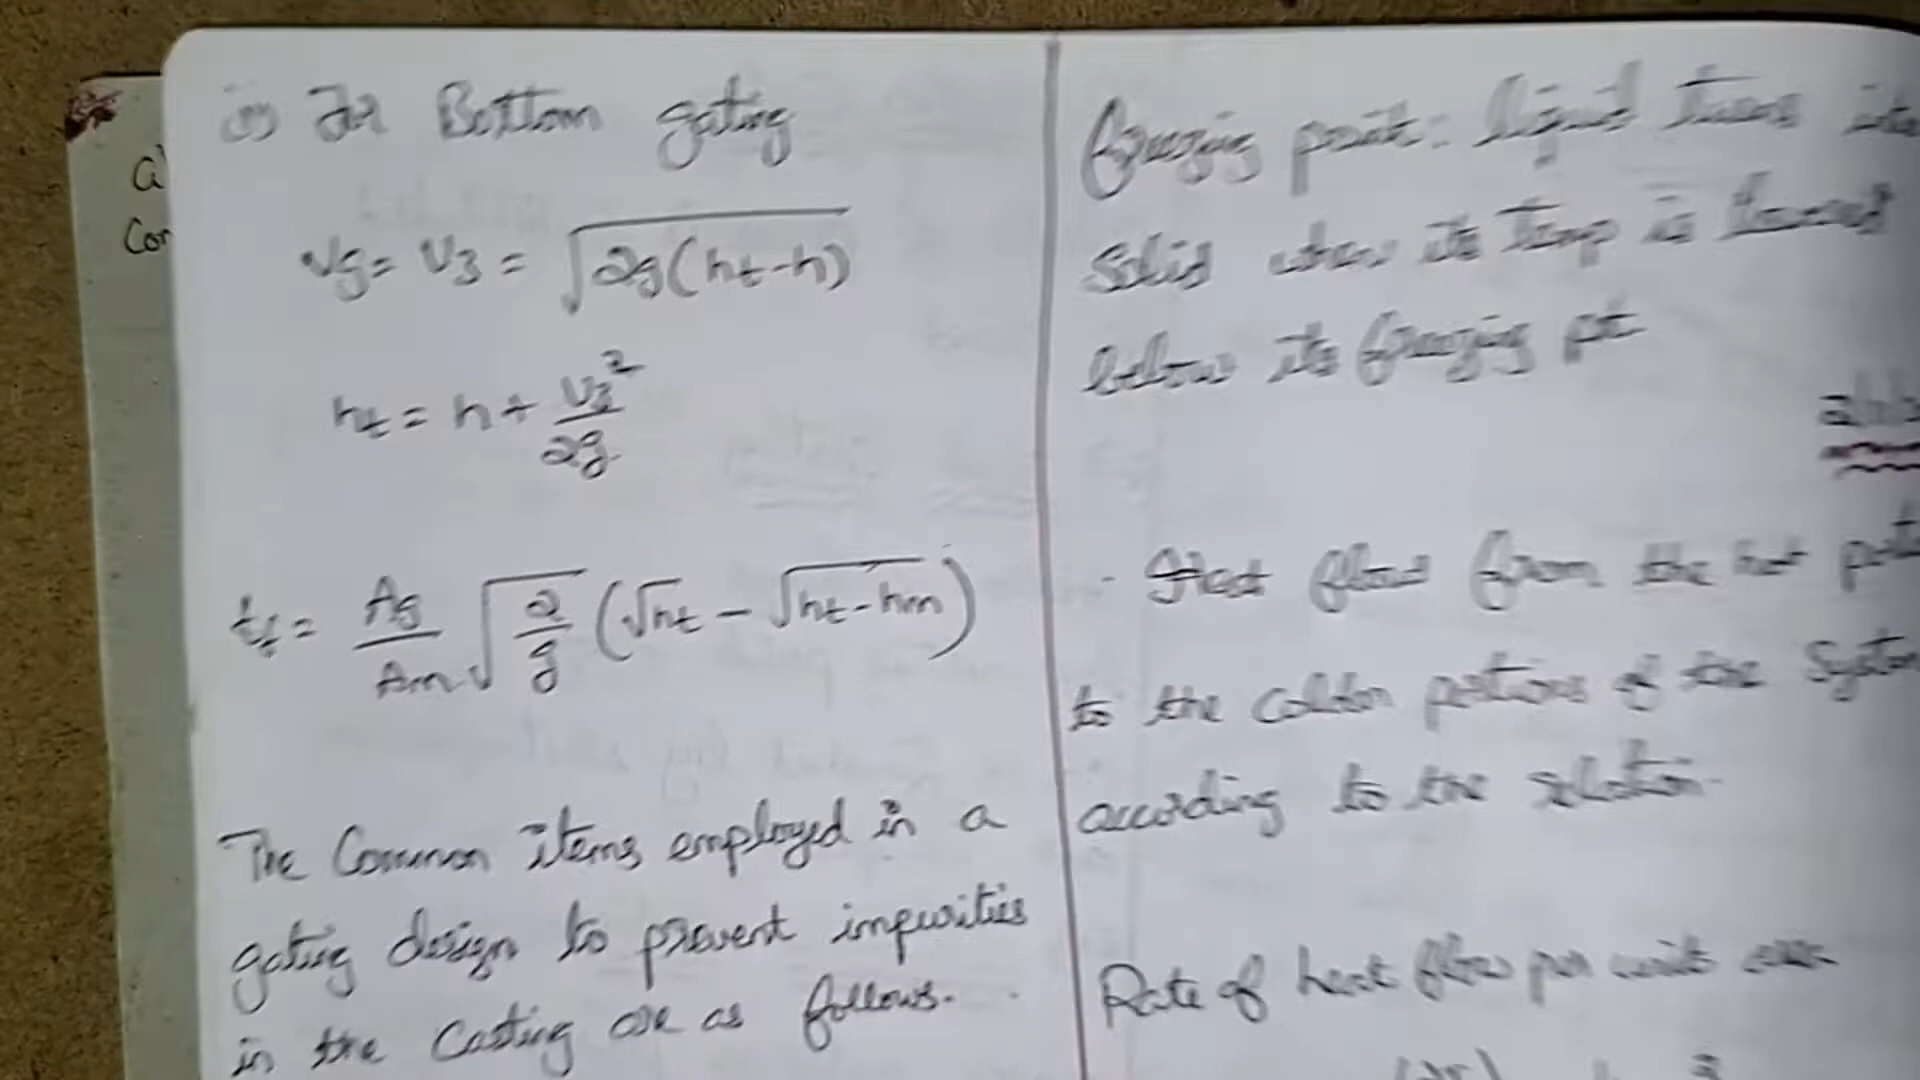 a)
Con
ii) For Bottom gating
vg = v3 = √2g(ht-h)
ht = h + v3²/2g
tf = Ag/Am √2/g (√ht - √ht-hm)
The Common items employed in a
gating design to prevent impurities
in the Casting are as follows.
freezing point: liquid turns into
Solid when its Temp is lowered
below its freezing pt
Heat flows from the hot
to the colder portions of the System
according to the relation.
Rate of heat flow per unit area